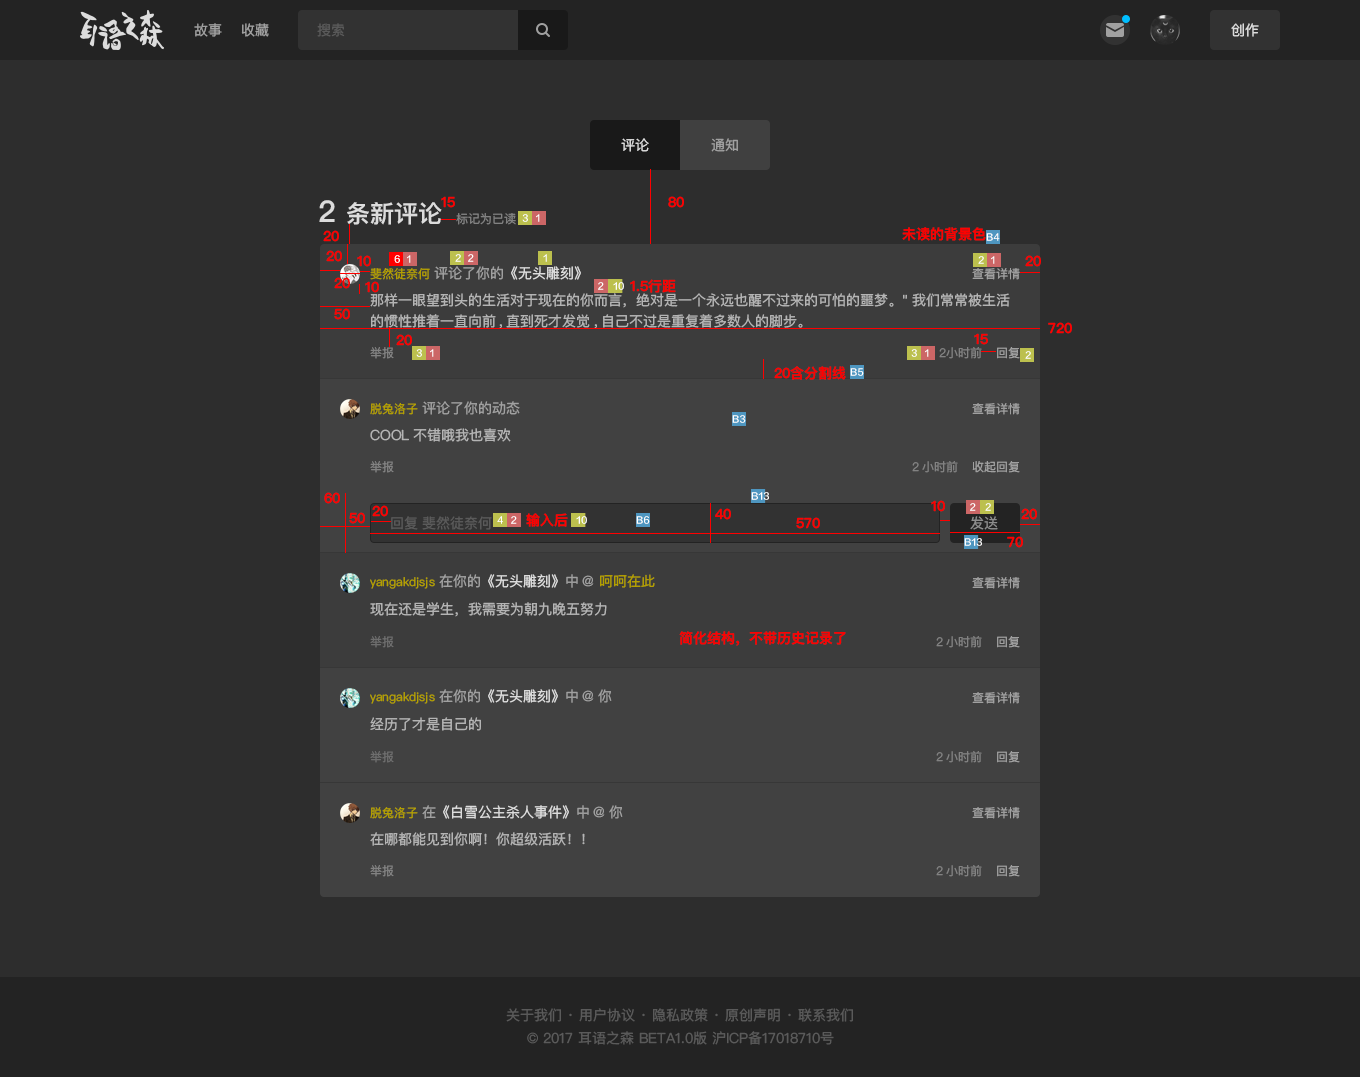 耳语之森
故事 收藏 搜索 创作
评论 通知
80
2 条新评论 15 标记为已读 3 1
20 未读的背景色 B4
20 10 6 1 2 2 1 2 1 20
斐然徒奈何 评论了你的《无头雕刻》 查看详情
20 10 2 10 1.5行距
那样一眼望到头的生活对于现在的你而言，绝对是一个永远也醒不过来的可怕的噩梦。" 我们常常被生活
50
的惯性推着一直向前 , 直到死才发觉 , 自己不过是重复着多数人的脚步。
720
20 15
举报 3 1 3 1 2小时前 回复 2
20含分割线 B5
脱兔洛子 评论了你的动态 查看详情
B3
COOL 不错哦我也喜欢
举报 2 小时前 收起回复
60 B13
50 20 40 570 10 2 2 20
回复 斐然徒奈何 4 2 输入后 10 B6 发送
B13 70
yangakdjsjs 在你的《无头雕刻》中 @ 呵呵在此 查看详情
现在还是学生，我需要为朝九晚五努力
简化结构，不带历史记录了
举报 2 小时前 回复
yangakdjsjs 在你的《无头雕刻》中 @ 你 查看详情
经历了才是自己的
举报 2 小时前 回复
脱兔洛子 在《白雪公主杀人事件》中 @ 你 查看详情
在哪都能见到你啊！你超级活跃！！
举报 2 小时前 回复
关于我们 · 用户协议 · 隐私政策 · 原创声明 · 联系我们
© 2017 耳语之森 BETA1.0版 沪ICP备17018710号